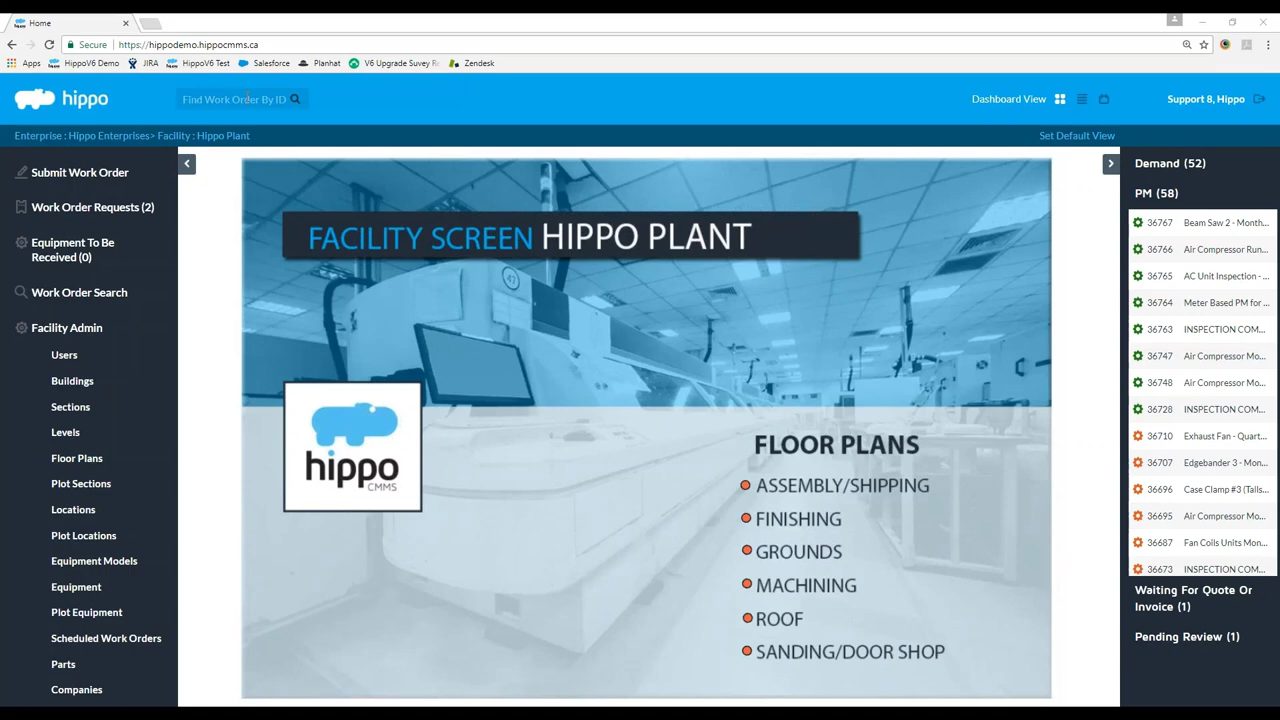 Home
Secure
https://hippodemo.hippocmms.ca
Apps
HippoV6 Demo
JIRA
HippoV6 Test
Salesforce
Planhat
V6 Upgrade Suvey Re
Zendesk
hippo
Find Work Order By ID
Dashboard View
Support 8, Hippo
Enterprise : Hippo Enterprises> Facility : Hippo Plant
Set Default View
Submit Work Order
Work Order Requests (2)
Equipment To Be
Received (0)
Work Order Search
Facility Admin
Users
Buildings
Sections
Levels
Floor Plans
Plot Sections
Locations
Plot Locations
Equipment Models
Equipment
Plot Equipment
Scheduled Work Orders
Parts
Companies
FACILITY SCREEN HIPPO PLANT
47
hippo
CMMS
FLOOR PLANS
ASSEMBLY/SHIPPING
FINISHING
GROUNDS
MACHINING
ROOF
SANDING/DOOR SHOP
Demand (52)
PM (58)
36767 Beam Saw 2 - Month...
36766 Air Compressor Run...
36765 AC Unit Inspection - ...
36764 Meter Based PM for ...
36763 INSPECTION COM...
36747 Air Compressor Mo...
36748 Air Compressor Mo...
36728 INSPECTION COM...
36710 Exhaust Fan - Quart...
36707 Edgebander 3 - Mon...
36696 Case Clamp #3 (Talls...
36695 Air Compressor Mo...
36687 Fan Coils Units Mon...
36673 INSPECTION COM...
Waiting For Quote Or
Invoice (1)
Pending Review (1)